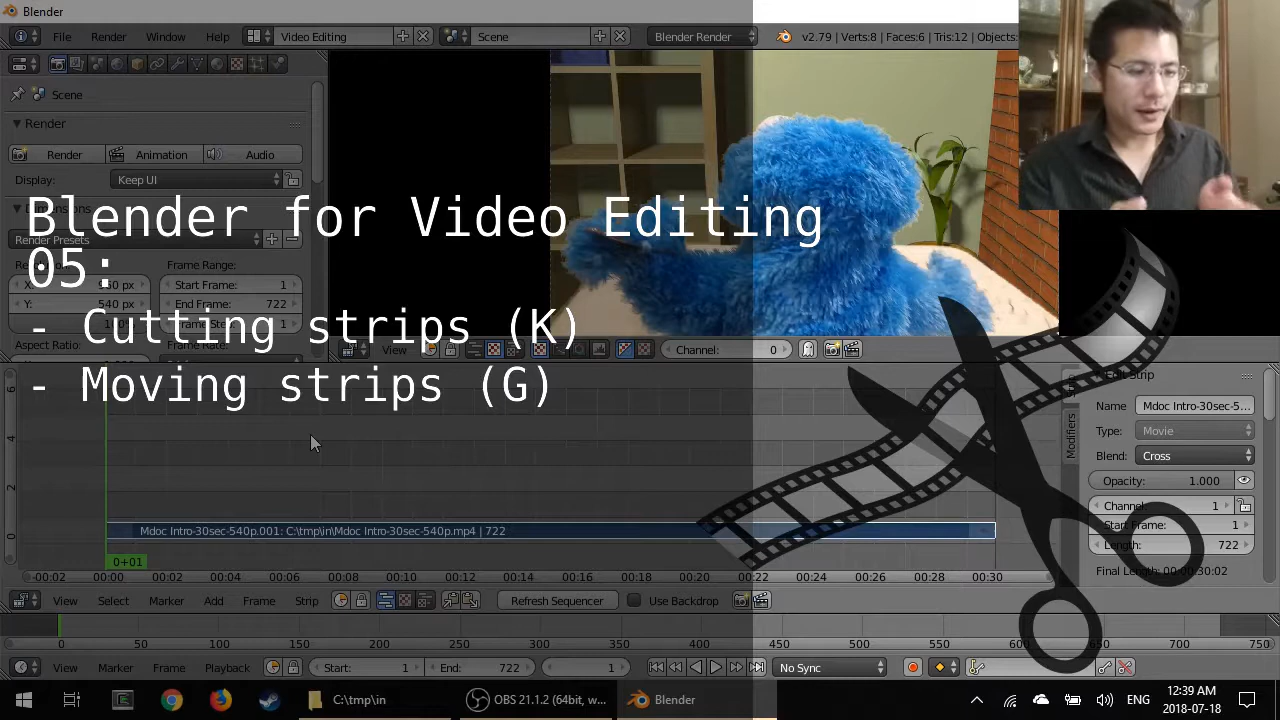 Blender
File Render Window Help Video Editing Scene Blender Render v2.79 | Verts:8 | Faces:6 | Tris:12 | Objects:
Scene
Render
Render Animation Audio
Display: Keep UI
Blender for Video Editing
05:
- Cutting strips (K)
- Moving strips (G)
Render Presets
Frame Range:
Start Frame: 1
Y: 540 px End Frame: 722
Aspect Ratio:
View Channel: 0
6
4
2
0
Edit Strip
Modifiers
Name Mdoc Intro-30sec-5...
Type: Movie
Blend: Cross
Opacity: 1.000
Channel: 1
Start Frame: 1
Length: 722
Final Length: 00:00:30:02
Mdoc Intro-30sec-540p.001: C:\tmp\in\Mdoc Intro-30sec-540p.mp4 | 722
0+01
-00:02 00:00 00:02 00:04 00:06 00:08 00:10 00:12 00:14 00:16 00:18 00:20 00:22 00:24 00:26 00:28 00:30
View Select Marker Add Frame Strip Refresh Sequencer Use Backdrop
0 50 100 150 200 250 300 350 400 450 500 550 600 650 700 750
View Marker Frame Playback Start: 1 End: 722 1 No Sync
C:\tmp\in OBS 21.1.2 (64bit, w... Blender ENG 12:39 AM
2018-07-18